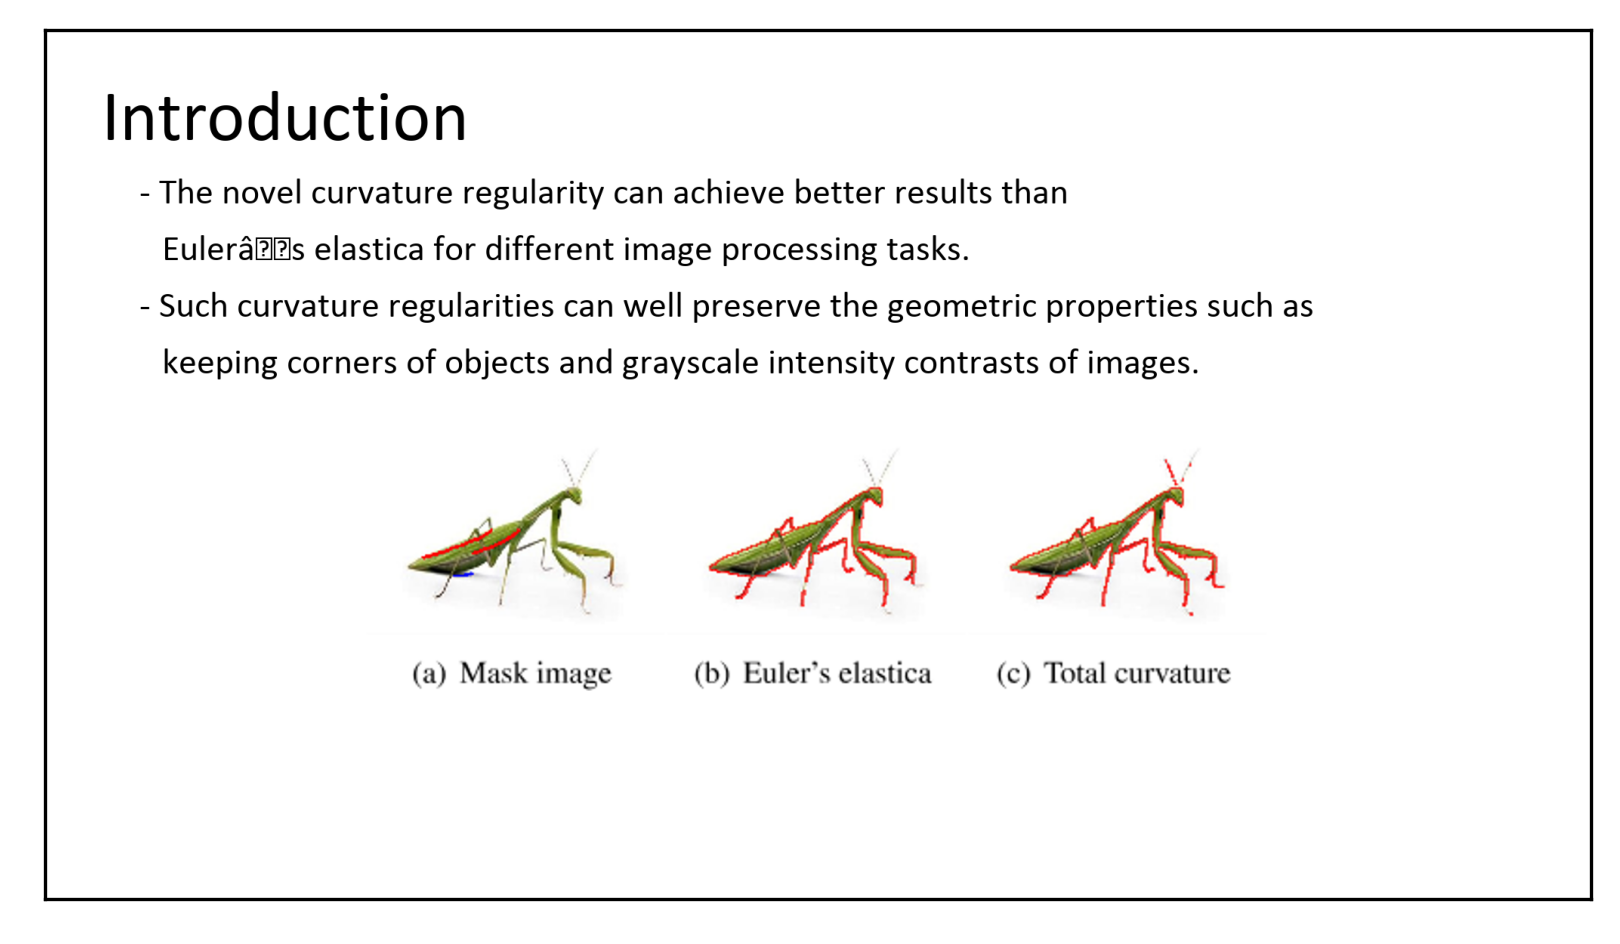 Introduction
- The novel curvature regularity can achieve better results than
Eulerâ��s elastica for different image processing tasks.
- Such curvature regularities can well preserve the geometric properties such as
keeping corners of objects and grayscale intensity contrasts of images.
(a) Mask image (b) Euler's elastica (c) Total curvature